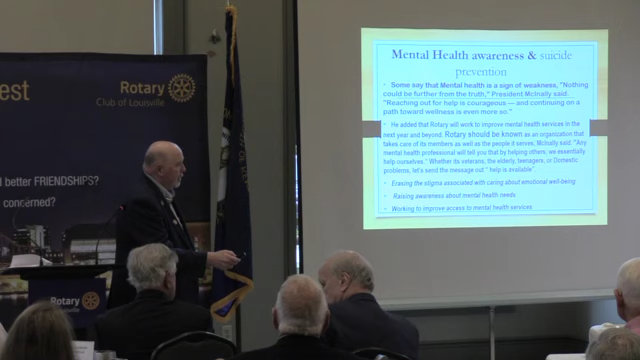 est
Rotary
Club of Louisville
d better FRIENDSHIPS?
concerned?
Rotary
Club of Louisville
Mental Health awareness & suicide
prevention
Some say that Mental health is a sign of weakness, "Nothing
could be further from the truth," President McInally said.
"Reaching out for help is courageous — and continuing on a
path toward wellness is even more so."
He added that Rotary will work to improve mental health services in the
next year and beyond. Rotary should be known as an organization that
takes care of its members as well as the people it serves, McInally said. "Any
mental health professional will tell you that by helping others, we essentially
help ourselves." Whether its veterans, the elderly, teenagers, or Domestic
problems, let's send the message out." help is available".
Erasing the stigma associated with caring about emotional well-being
Raising awareness about mental health needs
Working to improve access to mental health services